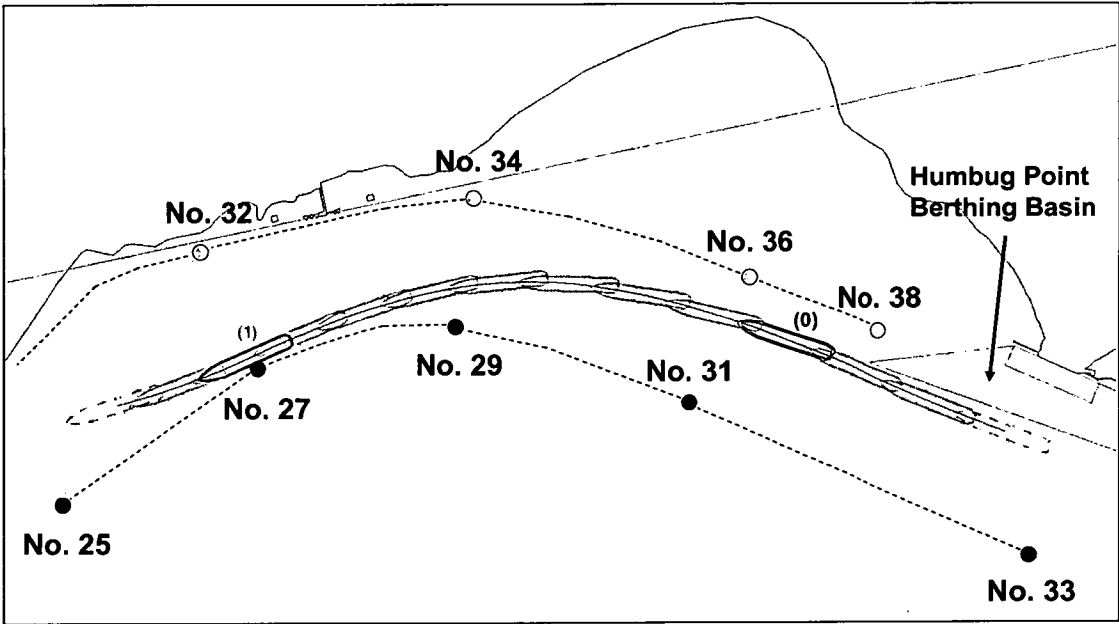 No. 34
Humbug Point
Berthing Basin
No. 32
No. 36
No. 38
(1)
(0)
No. 29
No. 31
No. 27
No. 25
No. 33